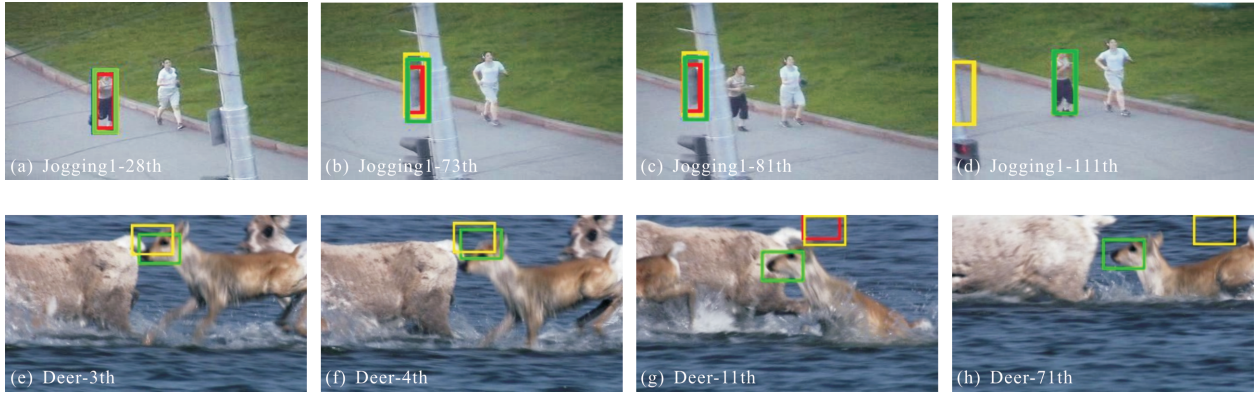 (a) Jogging1-28th
(b) Jogging1-73th
(c) Jogging1-81th
(d) Jogging1-111th
(e) Deer-3th
(f) Deer-4th
(g) Deer-11th
(h) Deer-71th